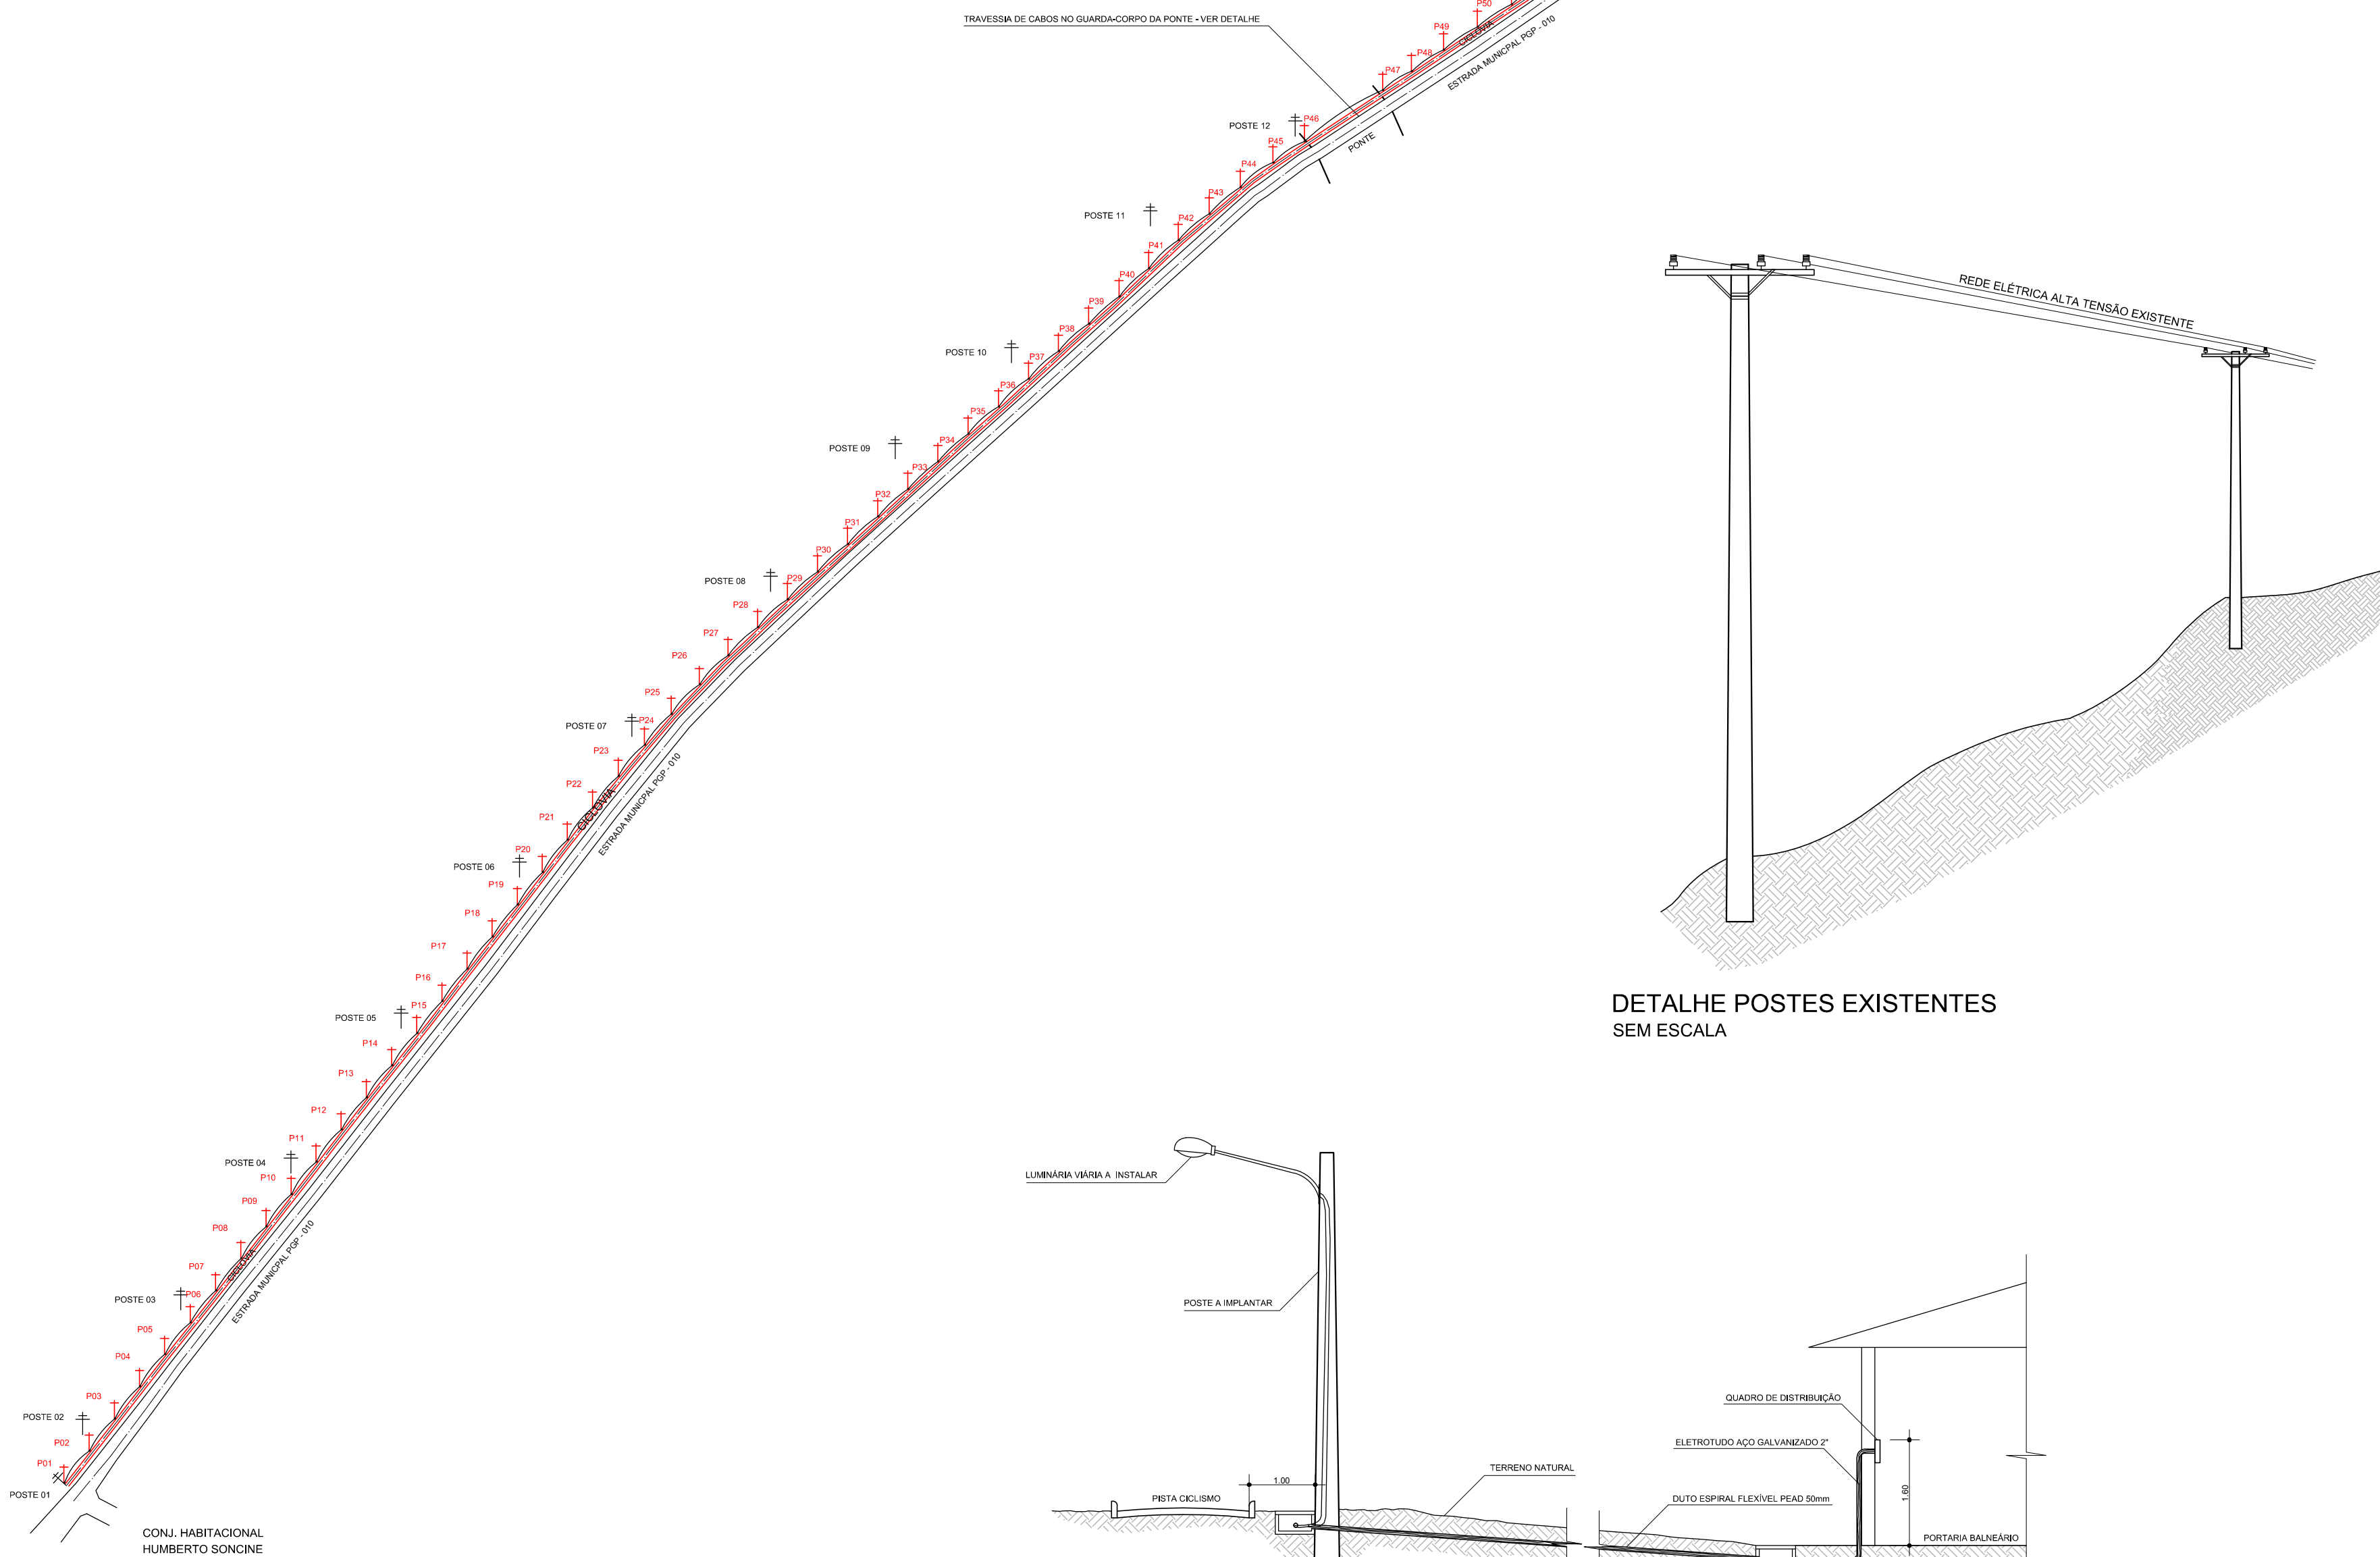 TRAVESSIA DE CABOS NO GUARDA-CORPO DA PONTE - VER DETALHE
P50
P49
CICLOVIA
P48
ESTRADA MUNICPAL PGP - 010
P47
P46
POSTE 12
PONTE
P45
P44
P43
POSTE 11
P42
P41
P40
P39
P38
POSTE 10
P37
P36
P35
P34
POSTE 09
P33
P32
P31
P30
P29
POSTE 08
P28
P27
P26
P25
P24
POSTE 07
P23
P22
CICLOVIA
ESTRADA MUNICPAL PGP - 010
P21
P20
POSTE 06
P19
P18
P17
P16
P15
POSTE 05
P14
P13
P12
P11
POSTE 04
P10
P09
P08
CICLOVIA
ESTRADA MUNICPAL PGP - 010
P07
P06
POSTE 03
P05
P04
P03
POSTE 02
P02
P01
POSTE 01
CONJ. HABITACIONAL
HUMBERTO SONCINE
REDE ELÉTRICA ALTA TENSÃO EXISTENTE
DETALHE POSTES EXISTENTES
SEM ESCALA
LUMINÁRIA VIÁRIA A INSTALAR
POSTE A IMPLANTAR
QUADRO DE DISTRIBUIÇÃO
ELETROTUDO AÇO GALVANIZADO 2"
TERRENO NATURAL
1.00
PISTA CICLISMO
DUTO ESPIRAL FLEXÍVEL PEAD 50mm
1.60
PORTARIA BALNEÁRIO